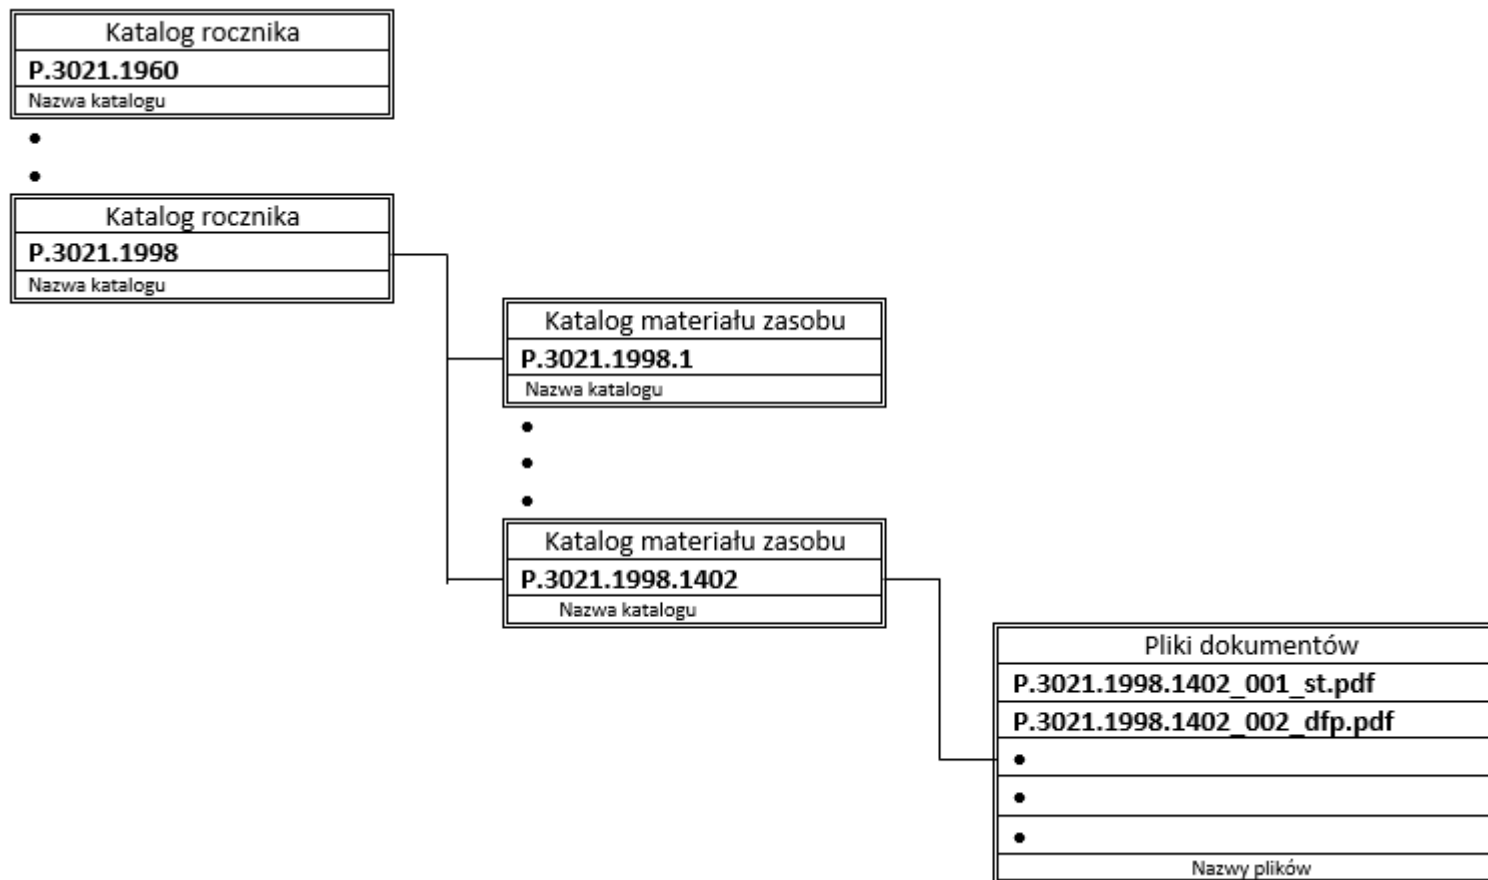 Katalog rocznika
P.3021.1960
Nazwa katalogu
•
•
Katalog rocznika
P.3021.1998
Nazwa katalogu
Katalog materiału zasobu
P.3021.1998.1
Nazwa katalogu
•
•
•
Katalog materiału zasobu
P.3021.1998.1402
Nazwa katalogu
Pliki dokumentów
P.3021.1998.1402_001_st.pdf
P.3021.1998.1402_002_dfp.pdf
•
•
•
Nazwy plików